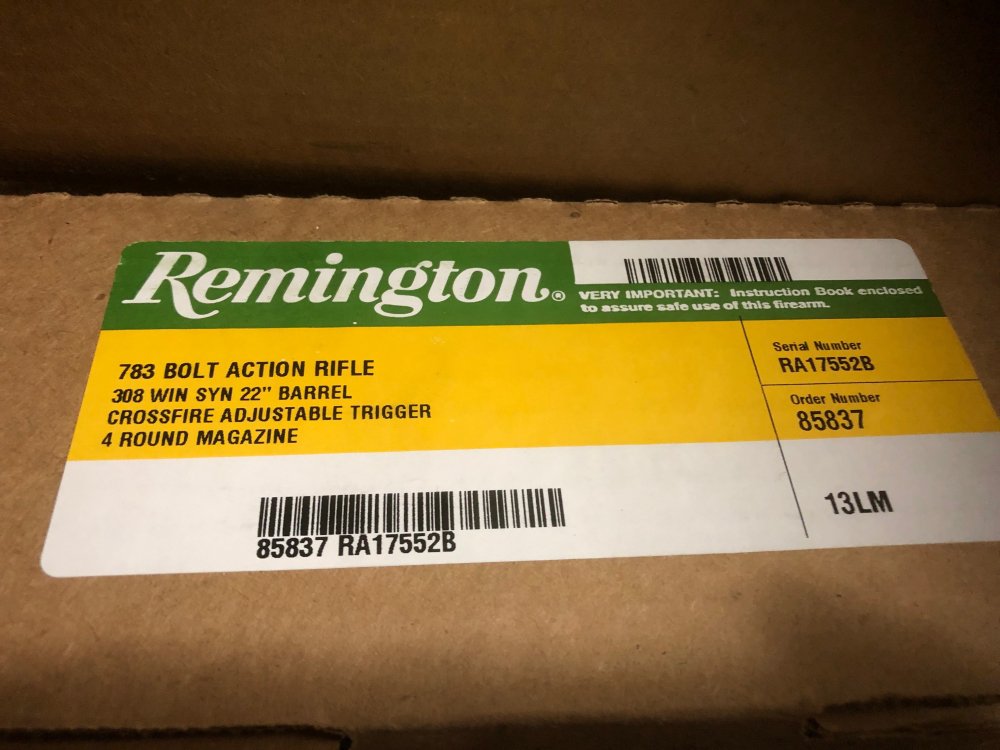 Remington®
VERY IMPORTANT: Instruction Book enclosed
to assure safe use of this firearm.
783 BOLT ACTION RIFLE
308 WIN SYN 22" BARREL
CROSSFIRE ADJUSTABLE TRIGGER
4 ROUND MAGAZINE
Serial Number
RA17552B
Order Number
85837
85837 RA17552B
13LM